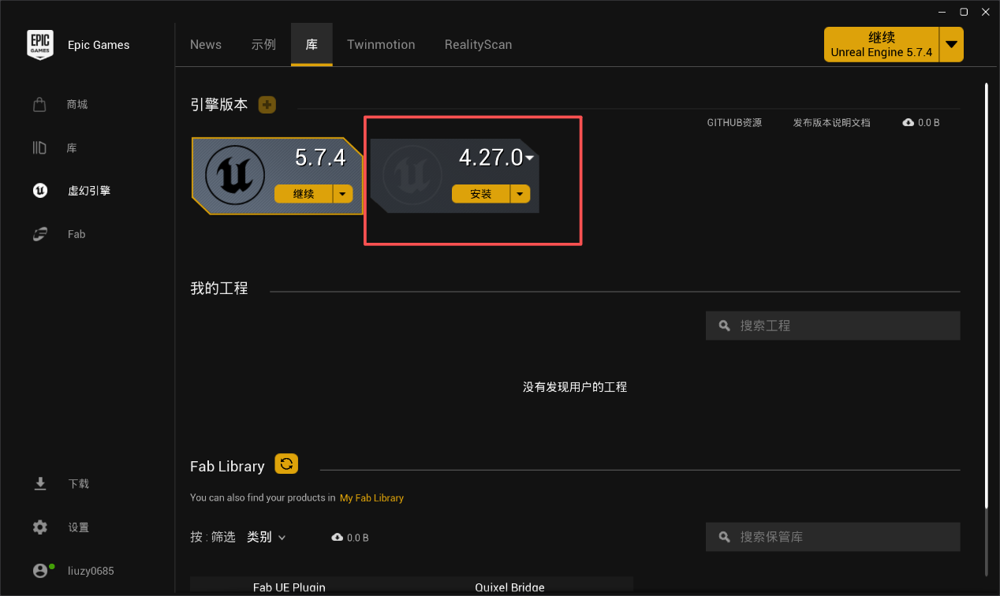 EPIC
GAMES
Epic Games
News
示例
库
Twinmotion
RealityScan
继续
Unreal Engine 5.7.4
商城
库
虚幻引擎
Fab
引擎版本
GITHUB资源
发布版本说明文档
0.0 B
5.7.4
继续
4.27.0
安装
我的工程
搜索工程
没有发现用户的工程
Fab Library
You can also find your products in My Fab Library
按 : 筛选
类别
0.0 B
搜索保管库
Fab UE Plugin
Quixel Bridge
下载
设置
liuzy0685